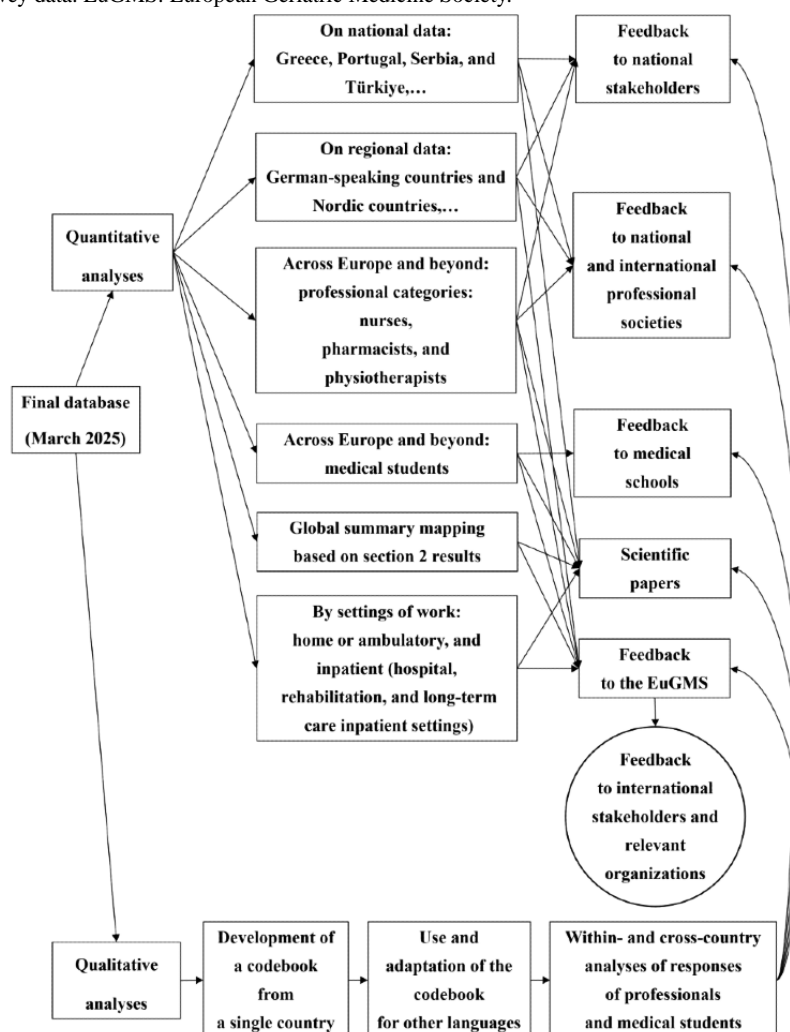 vey data. EuGMS: European Geriatric Medicine Society.
On national data:
Greece, Portugal, Serbia, and
Türkiye,…
Feedback
to national
stakeholders
On regional data:
German-speaking countries and
Nordic countries,…
Quantitative
analyses
Feedback
to national
and international
professional
societies
Across Europe and beyond:
professional categories:
nurses,
pharmacists, and
physiotherapists
Final database
(March 2025)
Across Europe and beyond:
medical students
Feedback
to medical
schools
Global summary mapping
based on section 2 results
Scientific
papers
By settings of work:
home or ambulatory, and
inpatient (hospital,
rehabilitation, and long-term
care inpatient settings)
Feedback
to the EuGMS
Feedback
to international
stakeholders and
relevant
organizations
Qualitative
analyses
Development of
a codebook
from
a single country
Use and
adaptation of the
codebook
for other languages
Within- and cross-country
analyses of responses
of professionals
and medical students